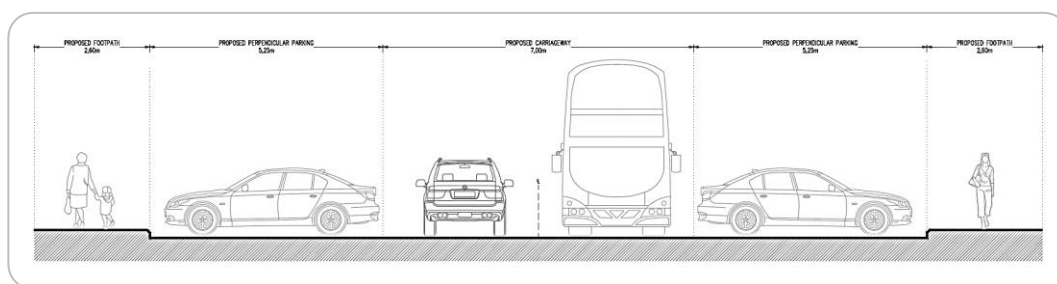 PROPOSED FOOTPATH
2,60m
PROPOSED PERPENDICULAR PARKING
5,25m
PROPOSED CARRIAGEWAY
7,00m
PROPOSED PERPENDICULAR PARKING
5,25m
PROPOSED FOOTPATH
2,60m